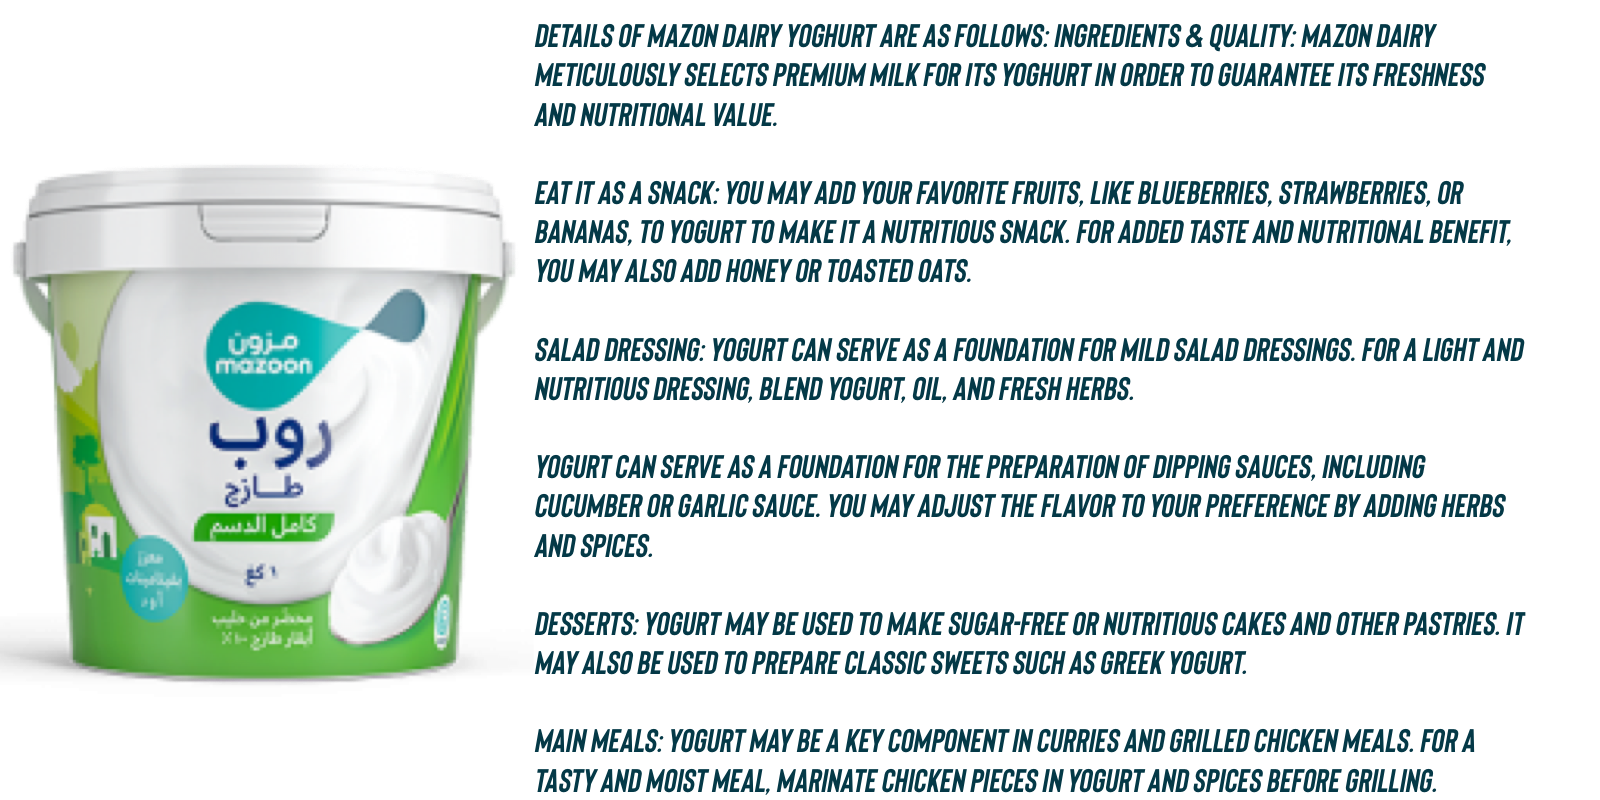 DETAILS OF MAZON DAIRY YOGHURT ARE AS FOLLOWS: INGREDIENTS & QUALITY: MAZON DAIRY
METICULOUSLY SELECTS PREMIUM MILK FOR ITS YOGHURT IN ORDER TO GUARANTEE ITS FRESHNESS
AND NUTRITIONAL VALUE.
EAT IT AS A SNACK: YOU MAY ADD YOUR FAVORITE FRUITS, LIKE BLUEBERRIES, STRAWBERRIES, OR
BANANAS, TO YOGURT TO MAKE IT A NUTRITIOUS SNACK. FOR ADDED TASTE AND NUTRITIONAL BENEFIT,
YOU MAY ALSO ADD HONEY OR TOASTED OATS.
SALAD DRESSING: YOGURT CAN SERVE AS A FOUNDATION FOR MILD SALAD DRESSINGS. FOR A LIGHT AND
NUTRITIOUS DRESSING, BLEND YOGURT, OIL, AND FRESH HERBS.
YOGURT CAN SERVE AS A FOUNDATION FOR THE PREPARATION OF DIPPING SAUCES, INCLUDING
CUCUMBER OR GARLIC SAUCE. YOU MAY ADJUST THE FLAVOR TO YOUR PREFERENCE BY ADDING HERBS
AND SPICES.
DESSERTS: YOGURT MAY BE USED TO MAKE SUGAR-FREE OR NUTRITIOUS CAKES AND OTHER PASTRIES. IT
MAY ALSO BE USED TO PREPARE CLASSIC SWEETS SUCH AS GREEK YOGURT.
MAIN MEALS: YOGURT MAY BE A KEY COMPONENT IN CURRIES AND GRILLED CHICKEN MEALS. FOR A
TASTY AND MOIST MEAL, MARINATE CHICKEN PIECES IN YOGURT AND SPICES BEFORE GRILLING.
مزون
mazoon
روب
طازج
كامل الدسم
١ كغ
معزز
بفيتامينات
أ و د
محضر من حليب
أبقار طازج ١٠٠٪